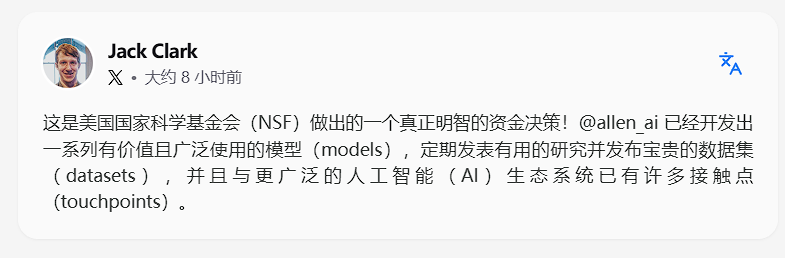 Jack Clark
X • 大约 8 小时前
这是美国国家科学基金会（NSF）做出的一个真正明智的资金决策！@allen_ai 已经开发出
一系列有价值且广泛使用的模型（models），定期发表有用的研究并发布宝贵的数据集
（datasets），并且与更广泛的人工智能（AI）生态系统已有许多接触点
（touchpoints）。